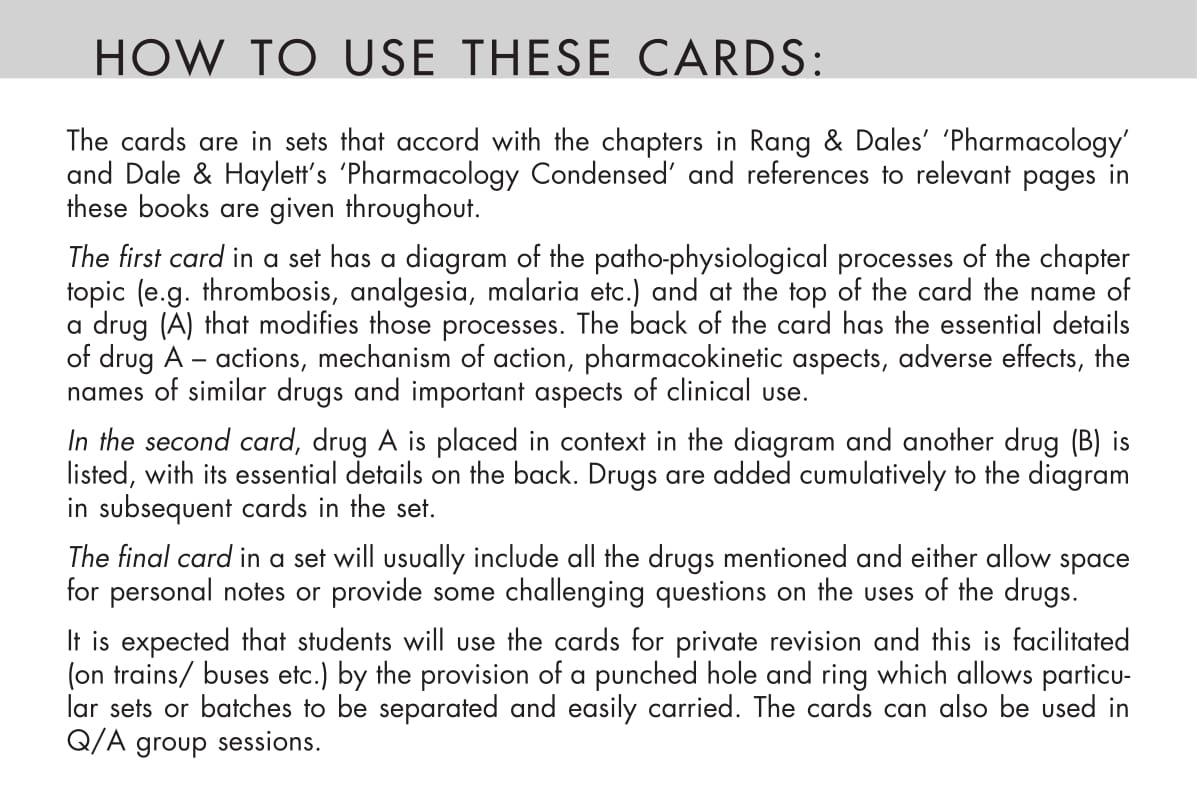 HOW TO USE THESE CARDS:
The cards are in sets that accord with the chapters in Rang & Dales’ ‘Pharmacology’
and Dale & Haylett’s ‘Pharmacology Condensed’ and references to relevant pages in
these books are given throughout.
The first card in a set has a diagram of the patho-physiological processes of the chapter
topic (e.g. thrombosis, analgesia, malaria etc.) and at the top of the card the name of
a drug (A) that modifies those processes. The back of the card has the essential details
of drug A – actions, mechanism of action, pharmacokinetic aspects, adverse effects, the
names of similar drugs and important aspects of clinical use.
In the second card, drug A is placed in context in the diagram and another drug (B) is
listed, with its essential details on the back. Drugs are added cumulatively to the diagram
in subsequent cards in the set.
The final card in a set will usually include all the drugs mentioned and either allow space
for personal notes or provide some challenging questions on the uses of the drugs.
It is expected that students will use the cards for private revision and this is facilitated
(on trains/ buses etc.) by the provision of a punched hole and ring which allows particu-
lar sets or batches to be separated and easily carried. The cards can also be used in
Q/A group sessions.